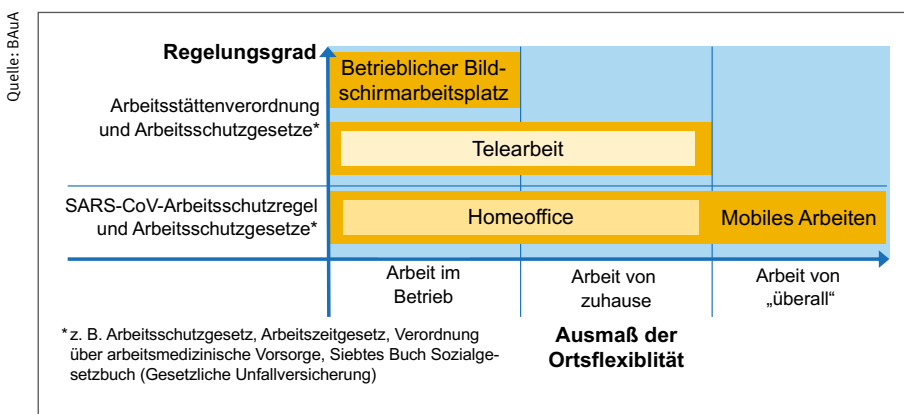 Quelle: BAuA
Regelungsgrad
Betrieblicher Bild-
schirmarbeitsplatz
Arbeitsstättenverordnung
und Arbeitsschutzgesetze*
Telearbeit
SARS-CoV-Arbeitsschutzregel
und Arbeitsschutzgesetze*
Homeoffice
Mobiles Arbeiten
Arbeit im
Betrieb
Arbeit von
zuhause
Arbeit von
„überall“
*z. B. Arbeitsschutzgesetz, Arbeitszeitgesetz, Verordnung
über arbeitsmedizinische Vorsorge, Siebtes Buch Sozialge-
setzbuch (Gesetzliche Unfallversicherung)
Ausmaß der
Ortsflexiblität